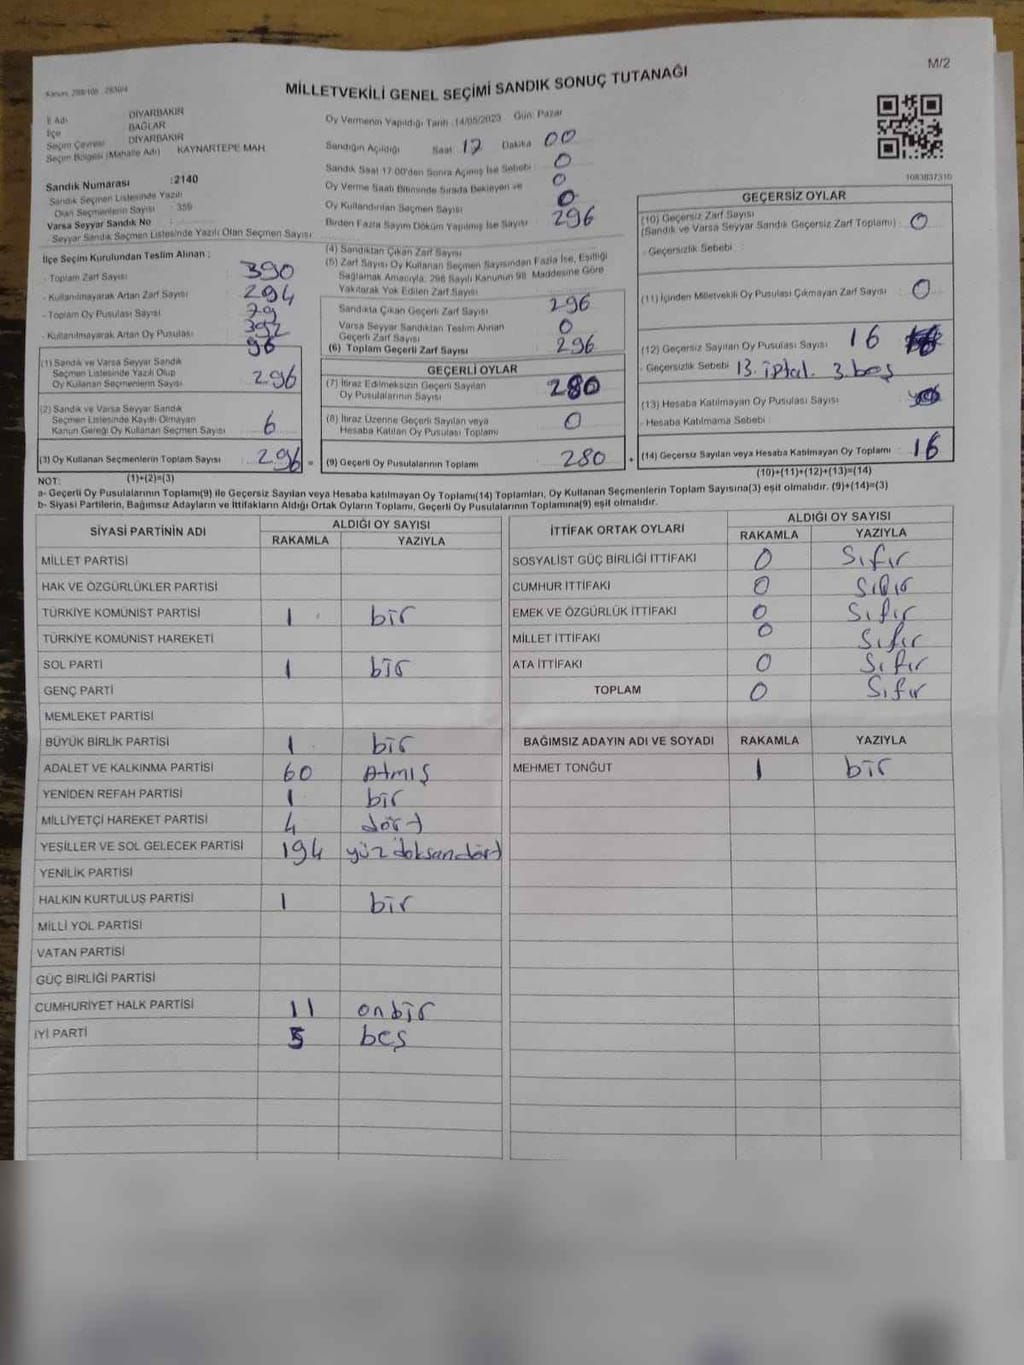 M/2
MİLLETVEKİLİ GENEL SEÇİMİ SANDIK SONUÇ TUTANAĞI
İl Adı DİYARBAKIR
İlçe BAĞLAR
Seçim Çevresi DİYARBAKIR
Seçim Bölgesi (Mahalle Adı) KAYNARTEPE MAH
Sandık Numarası :2140
Sandık Seçmen Listesinde Yazılı
Olan Seçmenlerin Sayısı : 359
Varsa Seyyar Sandık No :
Seyyar Sandık Seçmen Listesinde Yazılı Olan Seçmen Sayısı
Oy Vermenin Yapıldığı Tarih :14/05/2023 Gün: Pazar
Sandığın Açıldığı Saat 17 Dakika 00
Sandık Saat 17.00'den Sonra Açılmış İse Sebebi 0
Oy Verme Saati Bitiminde Sırada Bekleyen ve 0
Oy Kullandırılan Seçmen Sayısı 0
Birden Fazla Sayım Döküm Yapılmış İse Sayısı 296
1083837310
İlçe Seçim Kurulundan Teslim Alınan :
- Toplam Zarf Sayısı 390
- Kullanılmayarak Artan Zarf Sayısı 294
- Toplam Oy Pusulası Sayısı
- Kullanılmayarak Artan Oy Pusulası 96
(1) Sandık ve Varsa Seyyar Sandık
Seçmen Listesinde Yazılı Olup
Oy Kullanan Seçmenlerin Sayısı 296
(2) Sandık ve Varsa Seyyar Sandık
Seçmen Listesinde Kayıtlı Olmayan
Kanun Gereği Oy Kullanan Seçmen Sayısı 6
(3) Oy Kullanan Seçmenlerin Toplam Sayısı 296 =
(1)+(2)=(3)
(4) Sandıktan Çıkan Zarf Sayısı
(5) Zarf Sayısı Oy Kullanan Seçmen Sayısından Fazla İse, Eşitliği
Sağlamak Amacıyla, 298 Sayılı Kanunun 98. Maddesine Göre
Yakılarak Yok Edilen Zarf Sayısı
Sandıkta Çıkan Geçerli Zarf Sayısı 296
Varsa Seyyar Sandıktan Teslim Alınan
Geçerli Zarf Sayısı 0
(6) Toplam Geçerli Zarf Sayısı 296
GEÇERLİ OYLAR
(7) İtiraz Edilmeksizin Geçerli Sayılan
Oy Pusulalarının Sayısı 280
(8) İtiraz Üzerine Geçerli Sayılan veya
Hesaba Katılan Oy Pusulası Toplamı 0
(9) Geçerli Oy Pusulalarının Toplamı 280 +
GEÇERSİZ OYLAR
(10) Geçersiz Zarf Sayısı
(Sandık ve Varsa Seyyar Sandık Geçersiz Zarf Toplamı) : 0
- Geçersizlik Sebebi :
(11) İçinden Milletvekili Oy Pusulası Çıkmayan Zarf Sayısı 0
(12) Geçersiz Sayılan Oy Pusulası Sayısı 16
- Geçersizlik Sebebi 13. iptal. 3. boş
(13) Hesaba Katılmayan Oy Pusulası Sayısı
- Hesaba Katılmama Sebebi
(14) Geçersiz Sayılan veya Hesaba Katılmayan Oy Toplamı : 16
(10)+(11)+(12)+(13)=(14)
NOT:
a- Geçerli Oy Pusulalarının Toplamı(9) ile Geçersiz Sayılan veya Hesaba katılmayan Oy Toplamı(14) Toplamları, Oy Kullanan Seçmenlerin Toplam Sayısına(3) eşit olmalıdır. (9)+(14)=(3)
b- Siyasi Partilerin, Bağımsız Adayların ve İttifakların Aldığı Ortak Oyların Toplamı, Geçerli Oy Pusulalarının Toplamına(9) eşit olmalıdır.
SİYASİ PARTİNİN ADI ALDIĞI OY SAYISI
RAKAMLA YAZIYLA
MİLLET PARTİSİ
HAK VE ÖZGÜRLÜKLER PARTİSİ
TÜRKİYE KOMÜNİST PARTİSİ 1 bir
TÜRKİYE KOMÜNİST HAREKETİ
SOL PARTİ 1 bir
GENÇ PARTİ
MEMLEKET PARTİSİ
BÜYÜK BİRLİK PARTİSİ 1 bir
ADALET VE KALKINMA PARTİSİ 60 Atmış
YENİDEN REFAH PARTİSİ 1 bir
MİLLİYETÇİ HAREKET PARTİSİ 4 dört
YEŞİLLER VE SOL GELECEK PARTİSİ 194 yüz doksandört
YENİLİK PARTİSİ
HALKIN KURTULUŞ PARTİSİ 1 bir
MİLLİ YOL PARTİSİ
VATAN PARTİSİ
GÜÇ BİRLİĞİ PARTİSİ
CUMHURİYET HALK PARTİSİ 11 onbir
İYİ PARTİ 5 beş
İTTİFAK ORTAK OYLARI ALDIĞI OY SAYISI
RAKAMLA YAZIYLA
SOSYALİST GÜÇ BİRLİĞİ İTTİFAKI 0 Sıfır
CUMHUR İTTİFAKI 0 Sıfır
EMEK VE ÖZGÜRLÜK İTTİFAKI 0 Sıfır
MİLLET İTTİFAKI 0 Sıfır
ATA İTTİFAKI 0 Sıfır
TOPLAM 0 Sıfır
BAĞIMSIZ ADAYIN ADI VE SOYADI RAKAMLA YAZIYLA
MEHMET TONĞUT 1 bir